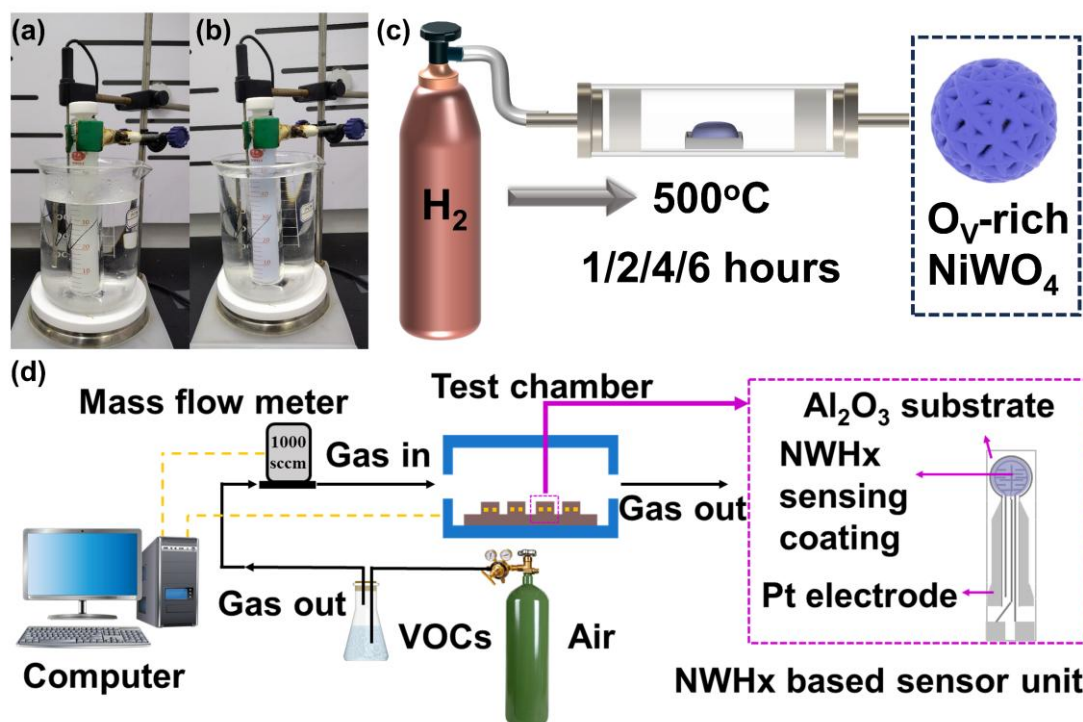 (a)
(b)
(c)
H₂
500°C
1/2/4/6 hours
Oᵥ-rich
NiWO₄
(d)
Mass flow meter
1000
sccm
Gas in
Test chamber
Gas out
Gas out
VOCs
Air
Computer
Al₂O₃ substrate
NWHx
sensing
coating
Pt electrode
NWHx based sensor unit